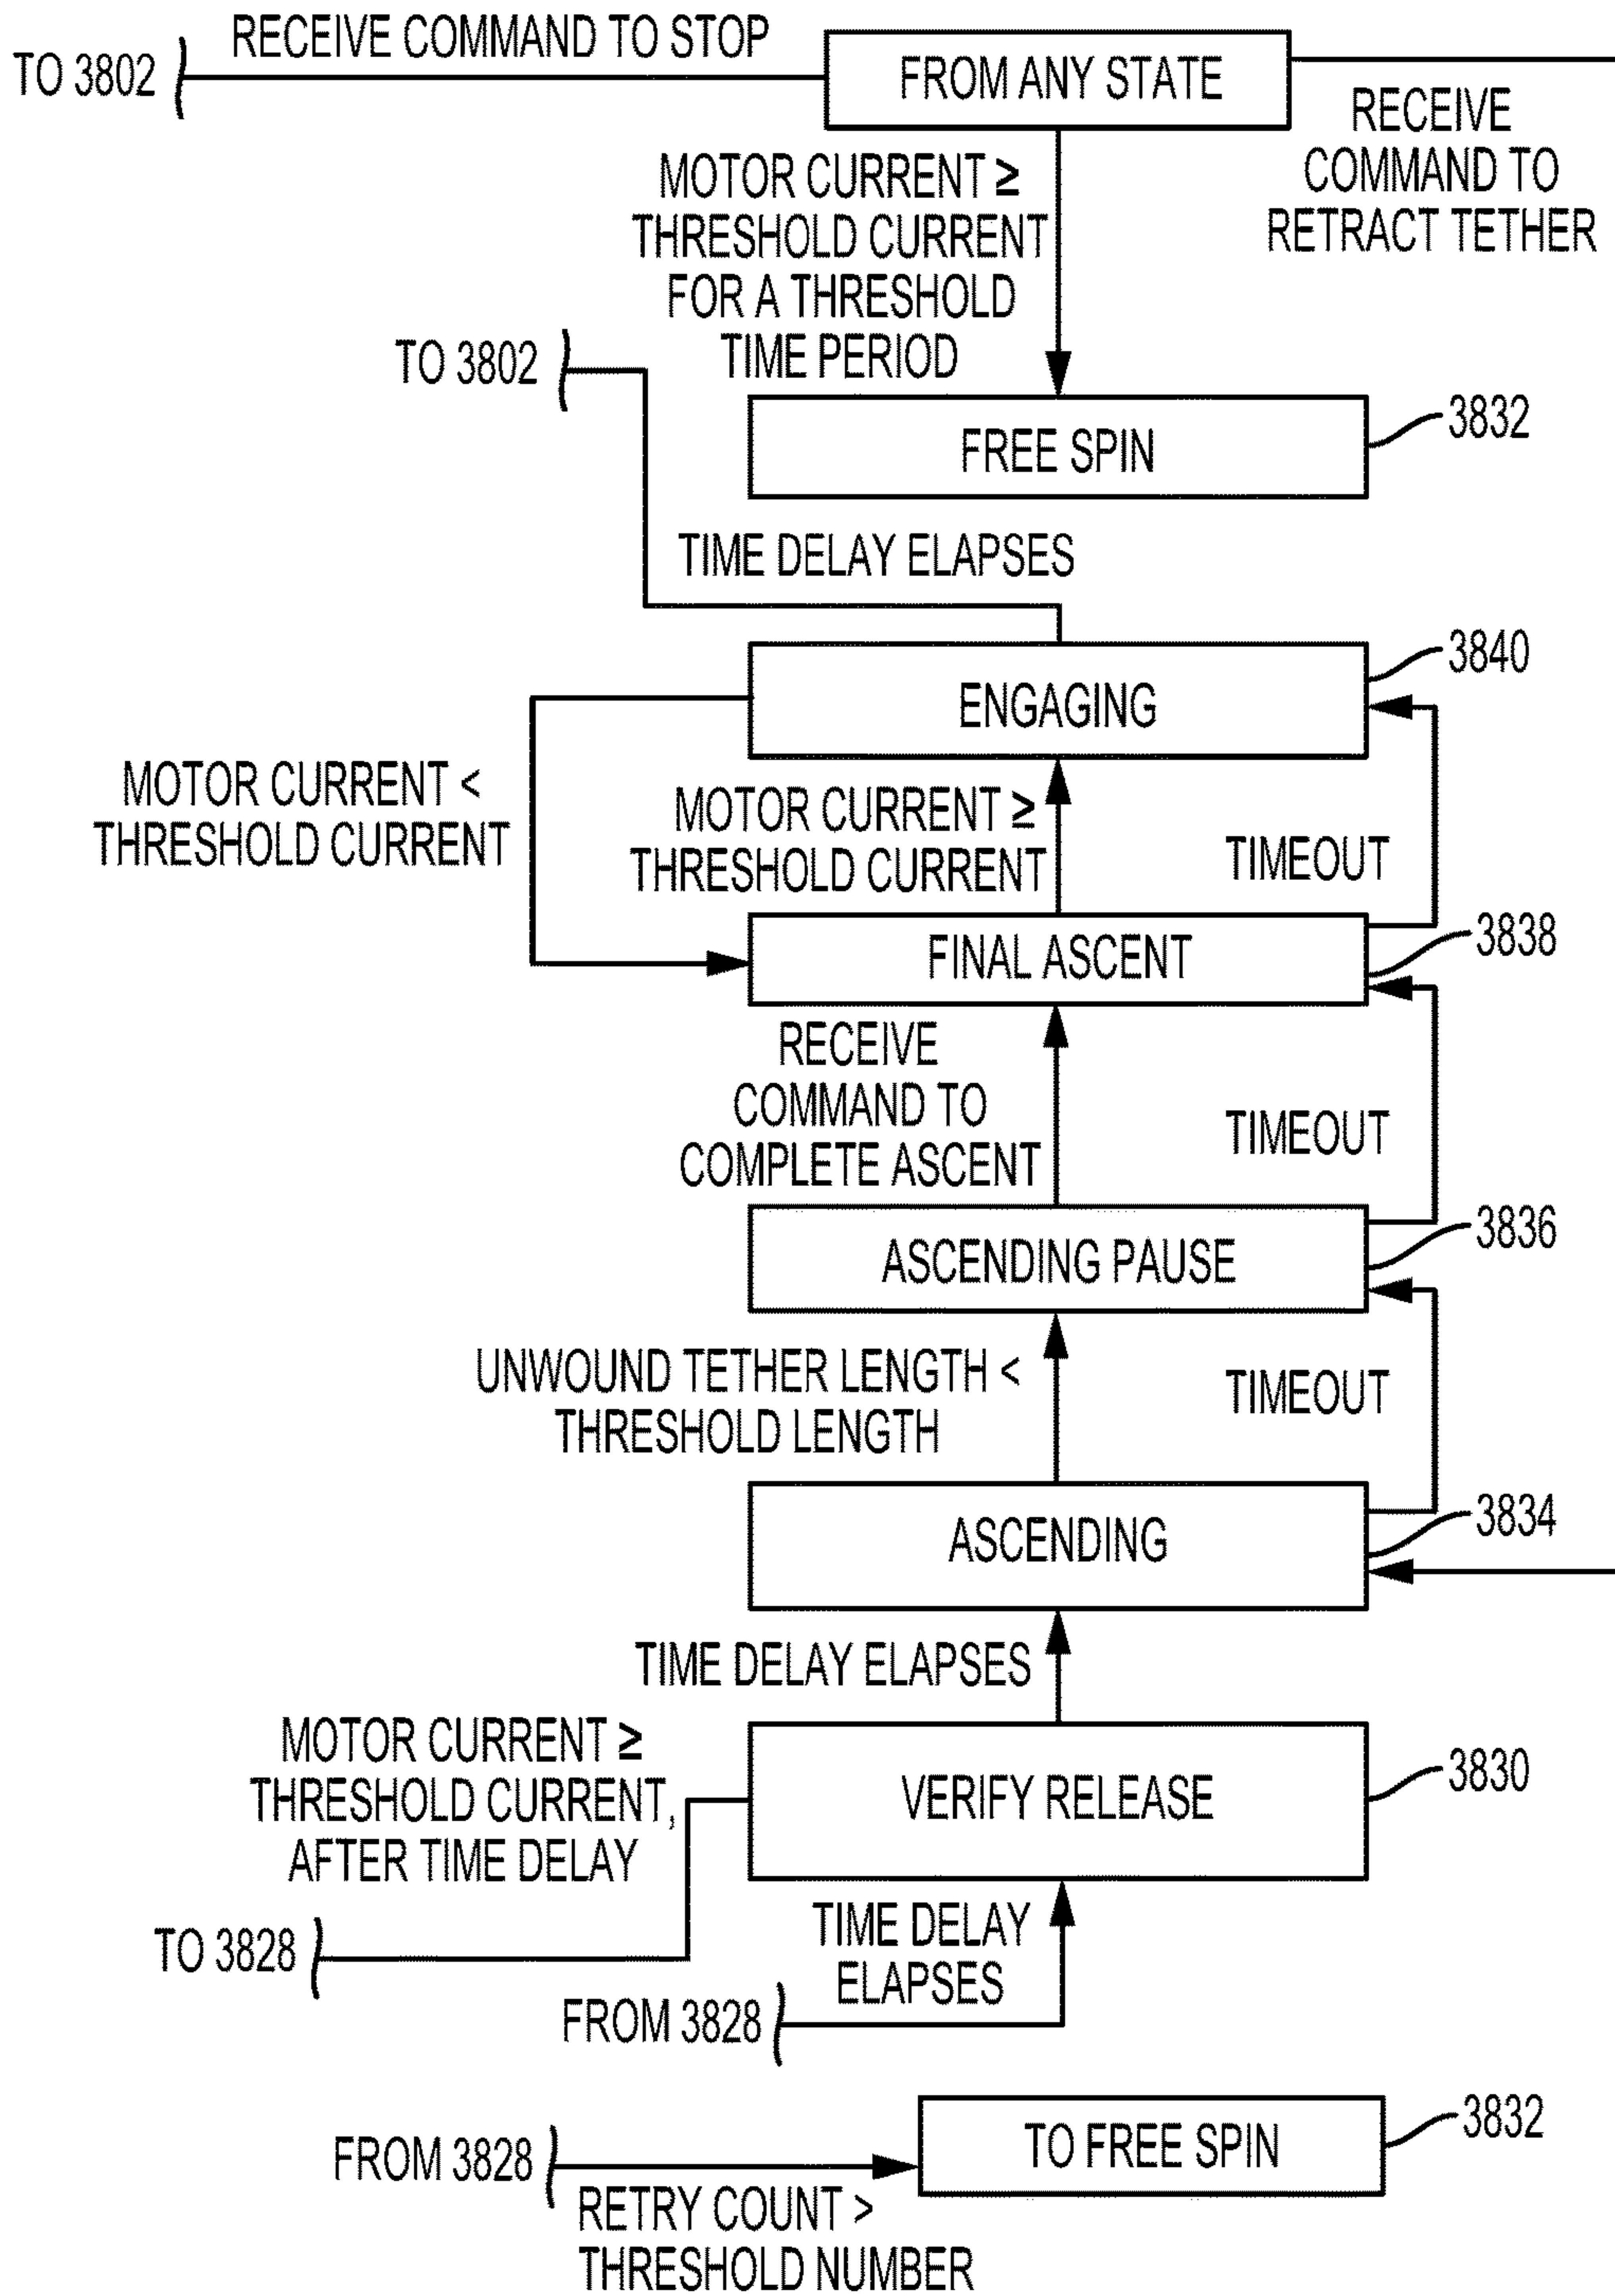 RECEIVE COMMAND TO STOP
TO 3802
FROM ANY STATE
RECEIVE
COMMAND TO
RETRACT TETHER
MOTOR CURRENT ≥
THRESHOLD CURRENT
FOR A THRESHOLD
TIME PERIOD
TO 3802
3832
FREE SPIN
TIME DELAY ELAPSES
3840
ENGAGING
MOTOR CURRENT <
THRESHOLD CURRENT
MOTOR CURRENT ≥
THRESHOLD CURRENT
TIMEOUT
3838
FINAL ASCENT
RECEIVE
COMMAND TO
COMPLETE ASCENT
TIMEOUT
3836
ASCENDING PAUSE
UNWOUND TETHER LENGTH <
THRESHOLD LENGTH
TIMEOUT
3834
ASCENDING
TIME DELAY ELAPSES
MOTOR CURRENT ≥
THRESHOLD CURRENT,
AFTER TIME DELAY
3830
VERIFY RELEASE
TO 3828
TIME DELAY
ELAPSES
FROM 3828
3832
TO FREE SPIN
FROM 3828
RETRY COUNT >
THRESHOLD NUMBER